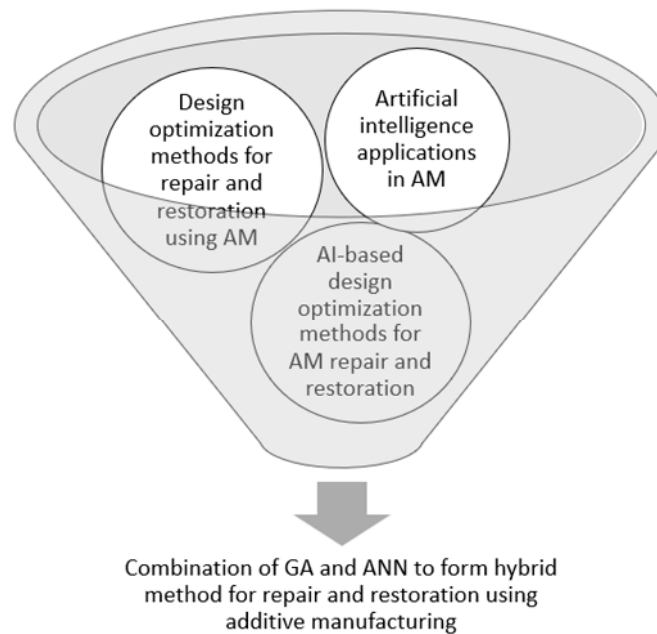 Design
optimization
methods for
repair and
restoration
using AM
Artificial
intelligence
applications
in AM
AI-based
design
optimization
methods for
AM repair and
restoration
Combination of GA and ANN to form hybrid
method for repair and restoration using
additive manufacturing